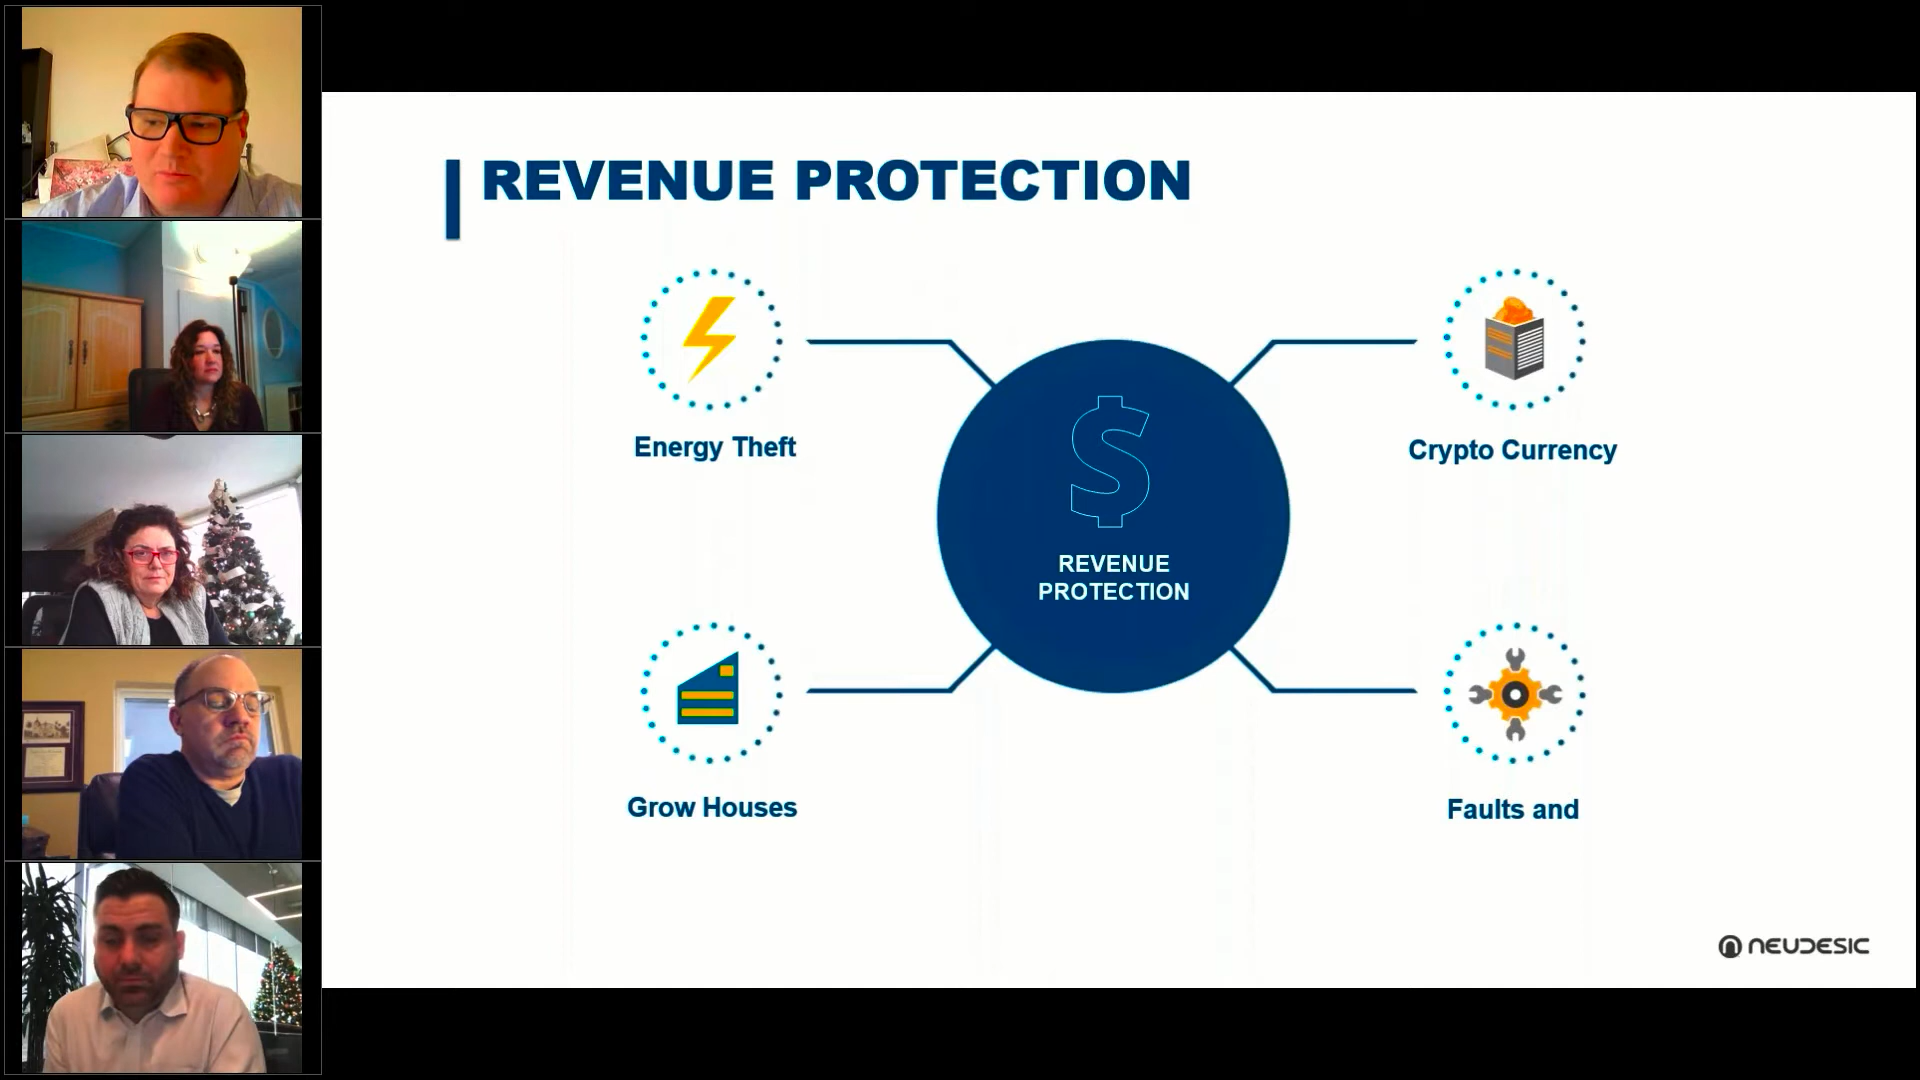 REVENUE PROTECTION
Energy Theft
Crypto Currency
REVENUE
PROTECTION
Grow Houses
Faults and
NEUDESIC